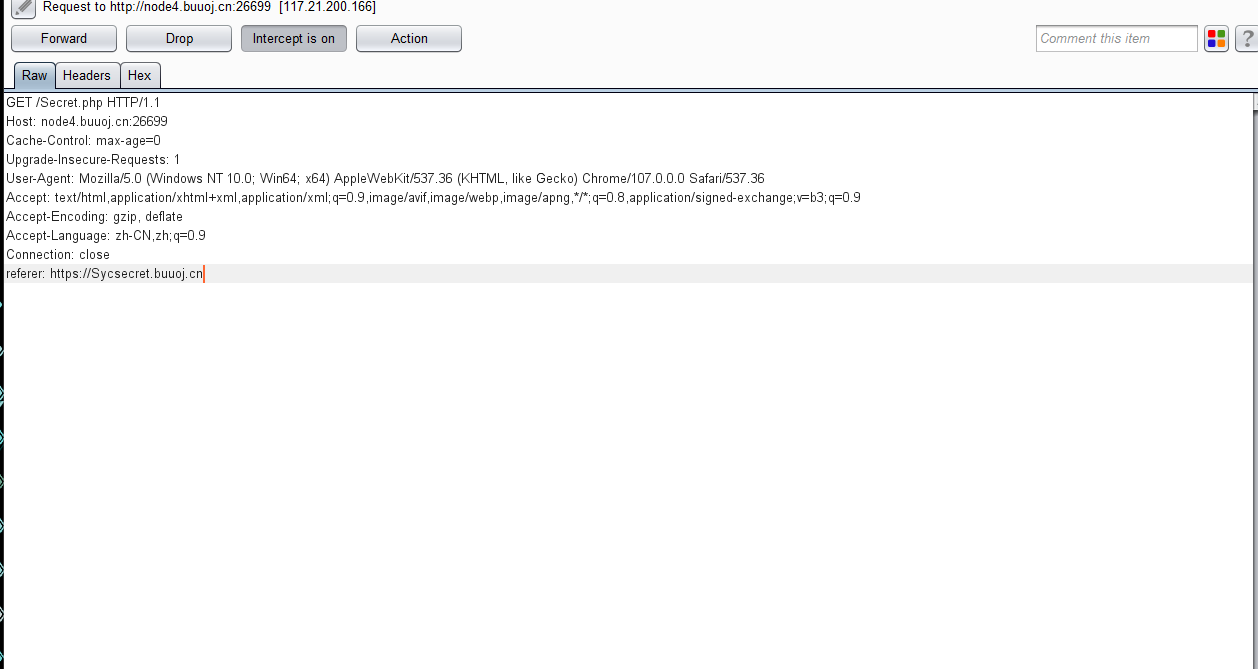 Request to http://node4.buuoj.cn:26699 [117.21.200.166]
Forward Drop Intercept is on Action Comment this item ?
Raw Headers Hex
GET /Secret.php HTTP/1.1
Host: node4.buuoj.cn:26699
Cache-Control: max-age=0
Upgrade-Insecure-Requests: 1
User-Agent: Mozilla/5.0 (Windows NT 10.0; Win64; x64) AppleWebKit/537.36 (KHTML, like Gecko) Chrome/107.0.0.0 Safari/537.36
Accept: text/html,application/xhtml+xml,application/xml;q=0.9,image/avif,image/webp,image/apng,*/*;q=0.8,application/signed-exchange;v=b3;q=0.9
Accept-Encoding: gzip, deflate
Accept-Language: zh-CN,zh;q=0.9
Connection: close
referer: https://Sycsecret.buuoj.cn